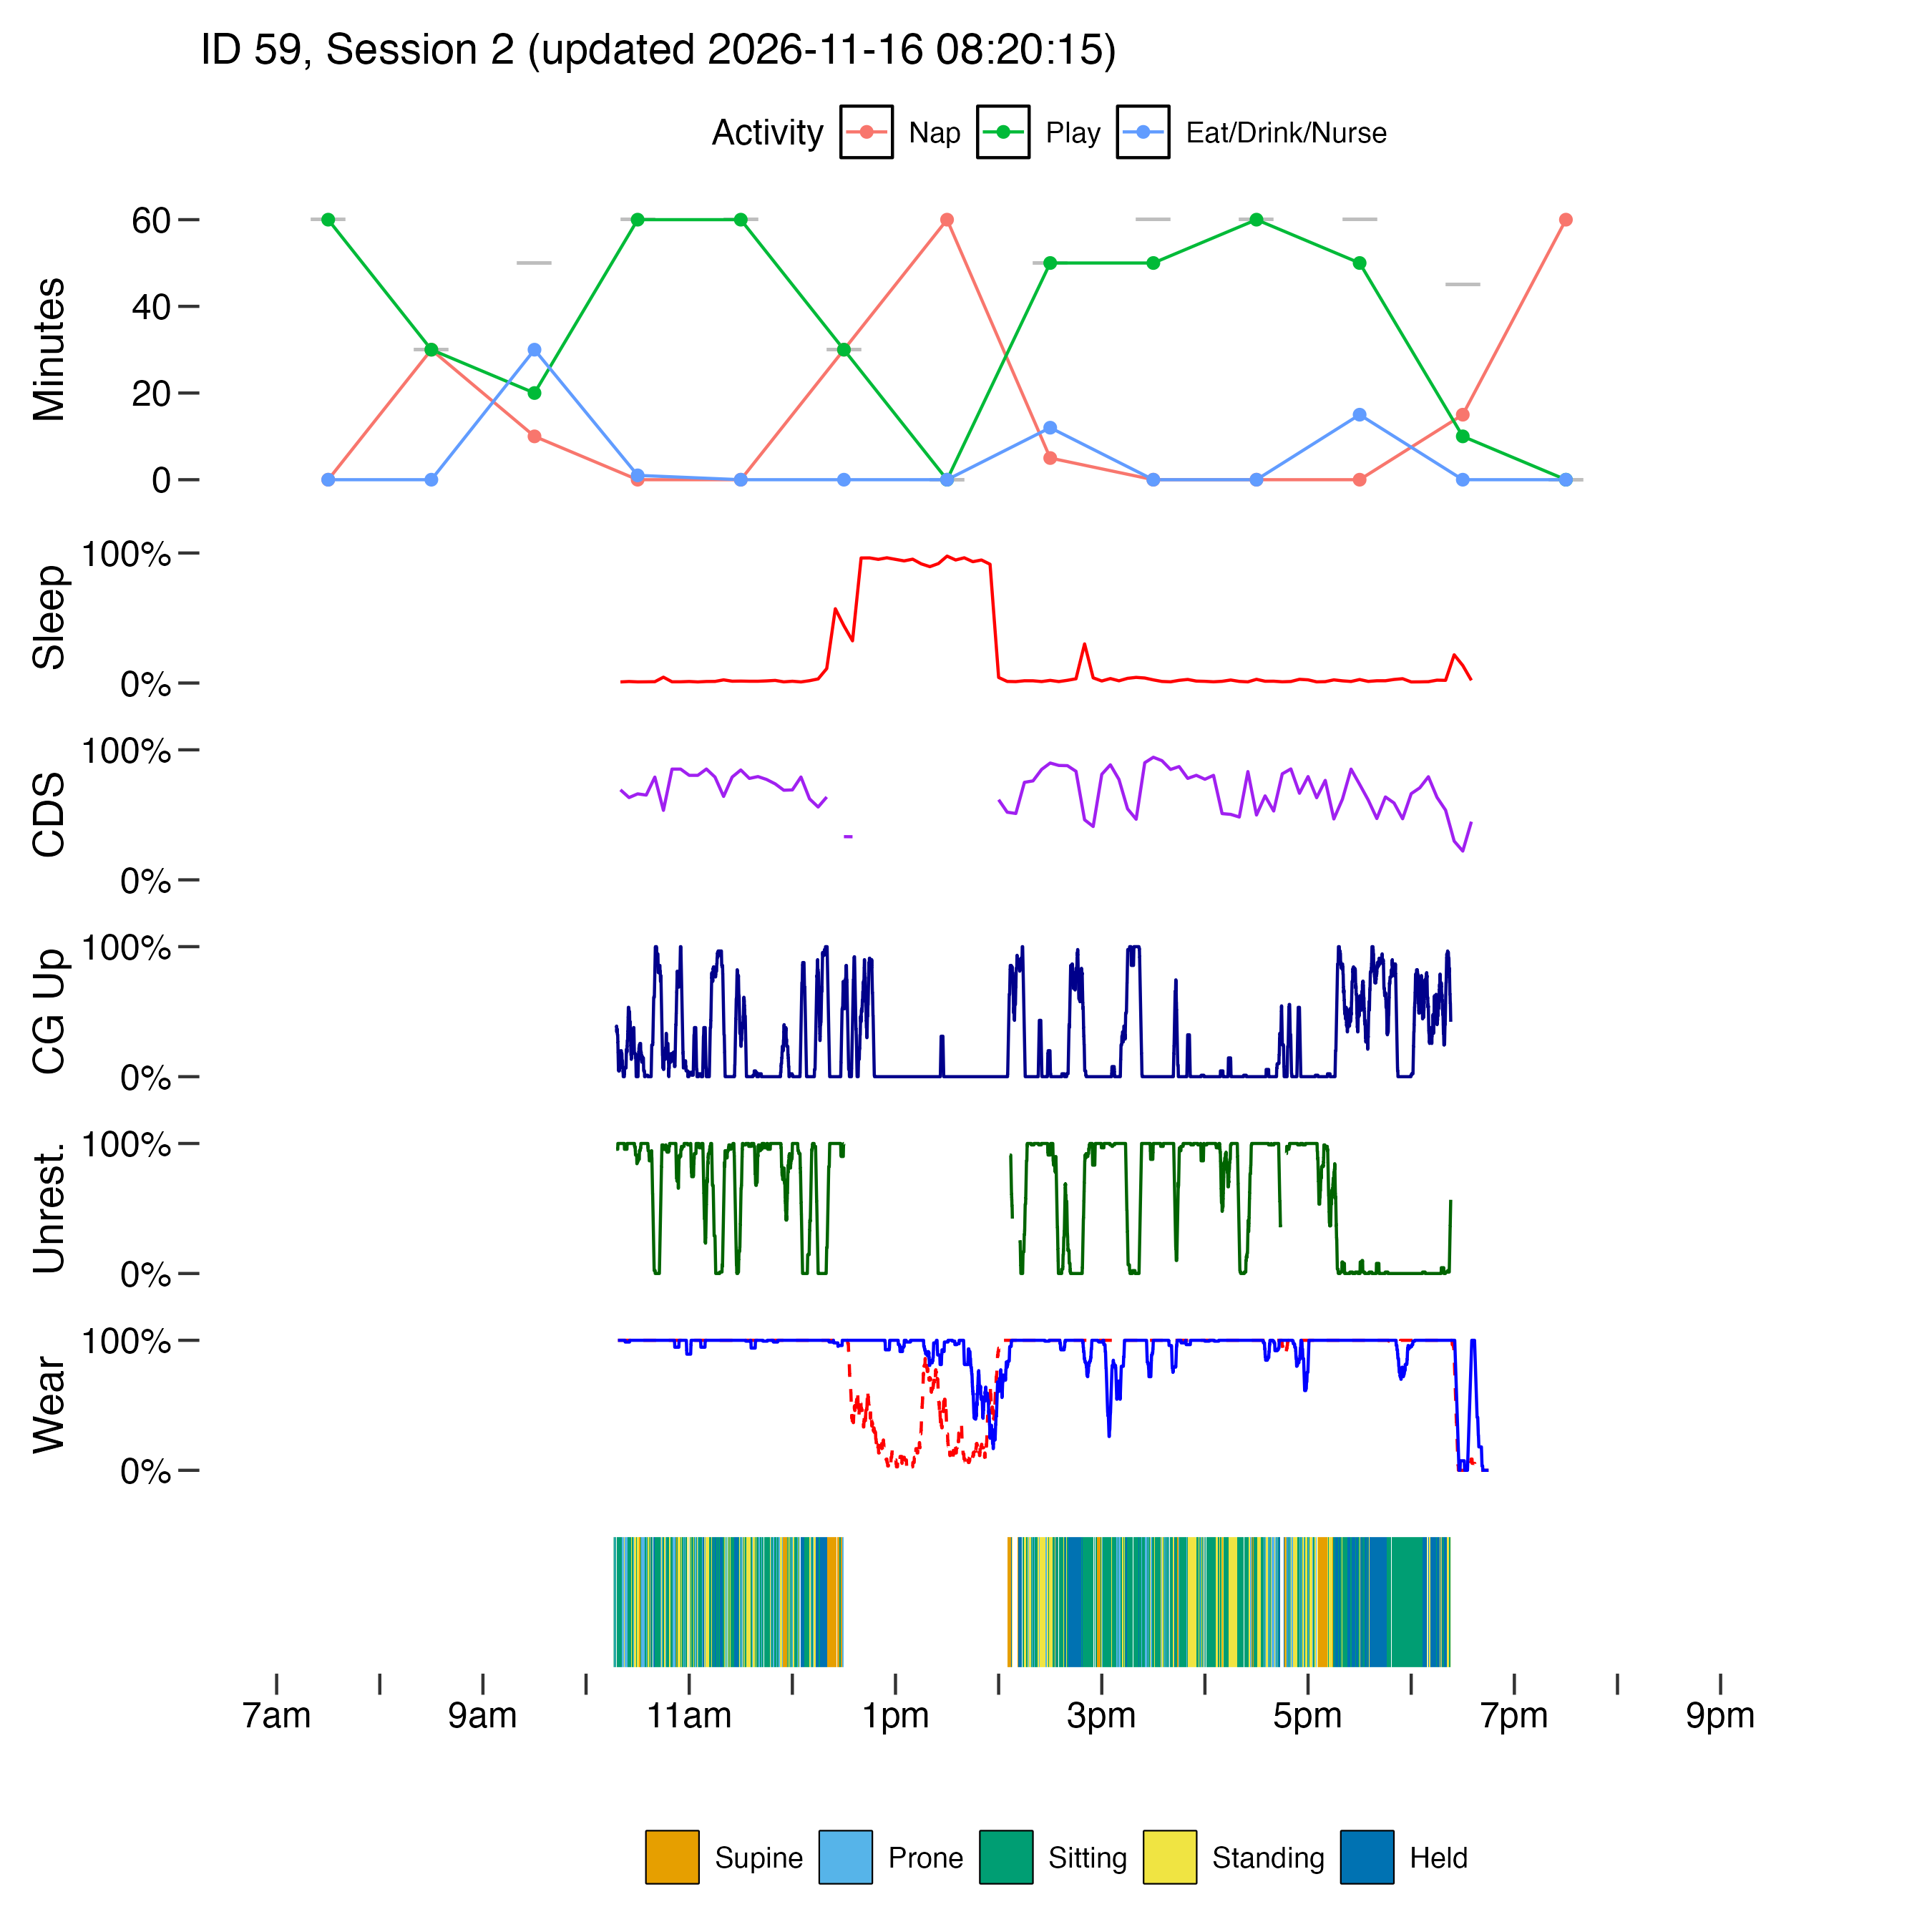 ID 59, Session 2 (updated 2026-11-16 08:20:15)
Activity Nap Play Eat/Drink/Nurse
Minutes
60
40
20
0
Sleep
100%
0%
CDS
100%
0%
CG Up
100%
0%
Unrest.
100%
0%
Wear
100%
0%
7am 9am 11am 1pm 3pm 5pm 7pm 9pm
Supine Prone Sitting Standing Held